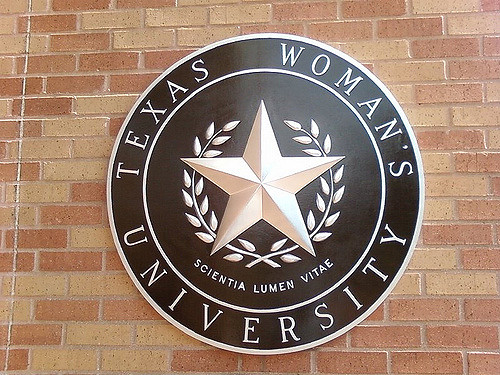 TEXAS WOMAN'S
UNIVERSITY
SCIENTIA LUMEN VITAE